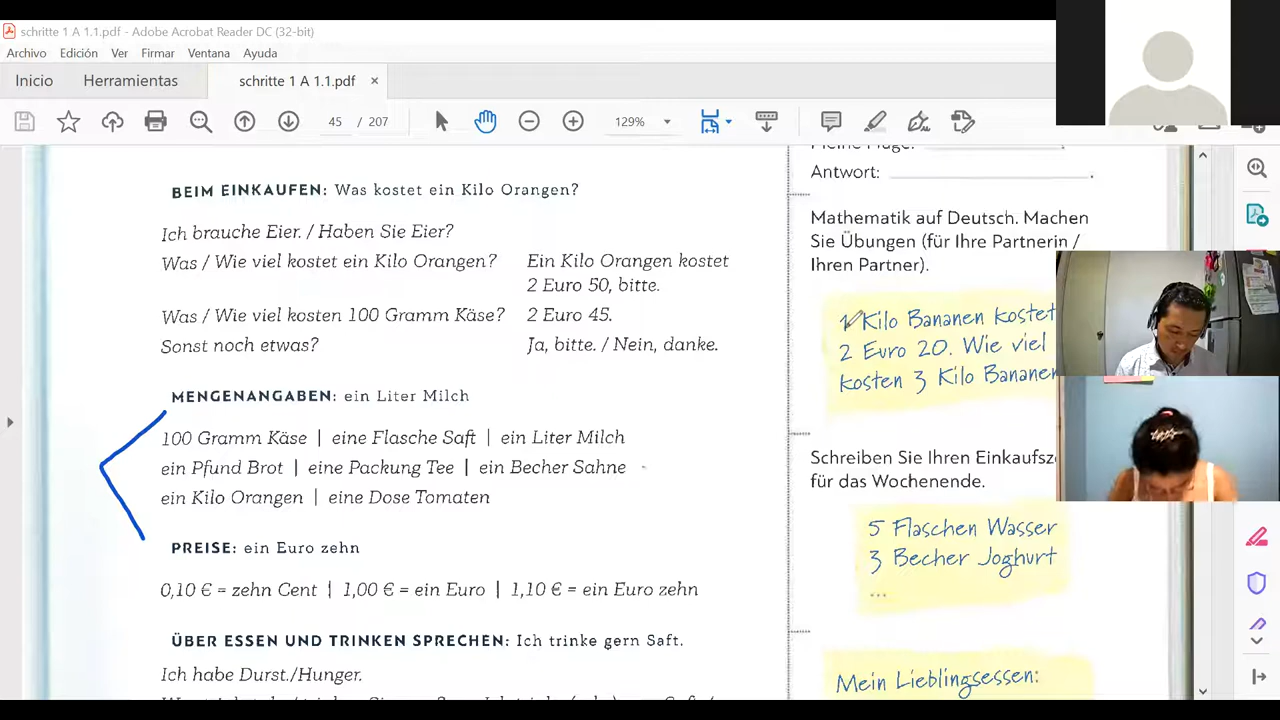 schritte 1 A 1.1.pdf - Adobe Acrobat Reader DC (32-bit)
Archivo Edición Ver Firmar Ventana Ayuda
Inicio Herramientas schritte 1 A 1.1.pdf ×
45 / 207 129%
BEIM EINKAUFEN: Was kostet ein Kilo Orangen?
Ich brauche Eier. / Haben Sie Eier?
Was / Wie viel kostet ein Kilo Orangen? Ein Kilo Orangen kostet
2 Euro 50, bitte.
Was / Wie viel kosten 100 Gramm Käse? 2 Euro 45.
Sonst noch etwas? Ja, bitte. / Nein, danke.
MENGENANGABEN: ein Liter Milch
100 Gramm Käse | eine Flasche Saft | ein Liter Milch
ein Pfund Brot | eine Packung Tee | ein Becher Sahne
ein Kilo Orangen | eine Dose Tomaten
PREISE: ein Euro zehn
0,10 € = zehn Cent | 1,00 € = ein Euro | 1,10 € = ein Euro zehn
ÜBER ESSEN UND TRINKEN SPRECHEN: Ich trinke gern Saft.
Ich habe Durst./Hunger.
Antwort:
Mathematik auf Deutsch. Machen
Sie Übungen (für Ihre Partnerin /
Ihren Partner).
1 Kilo Bananen kostet
2 Euro 20. Wie viel
kosten 3 Kilo Bananen
Schreiben Sie Ihren
für das Wochenende.
5 Flaschen Wasser
3 Becher Joghurt
...
Mein Lieblingsessen: